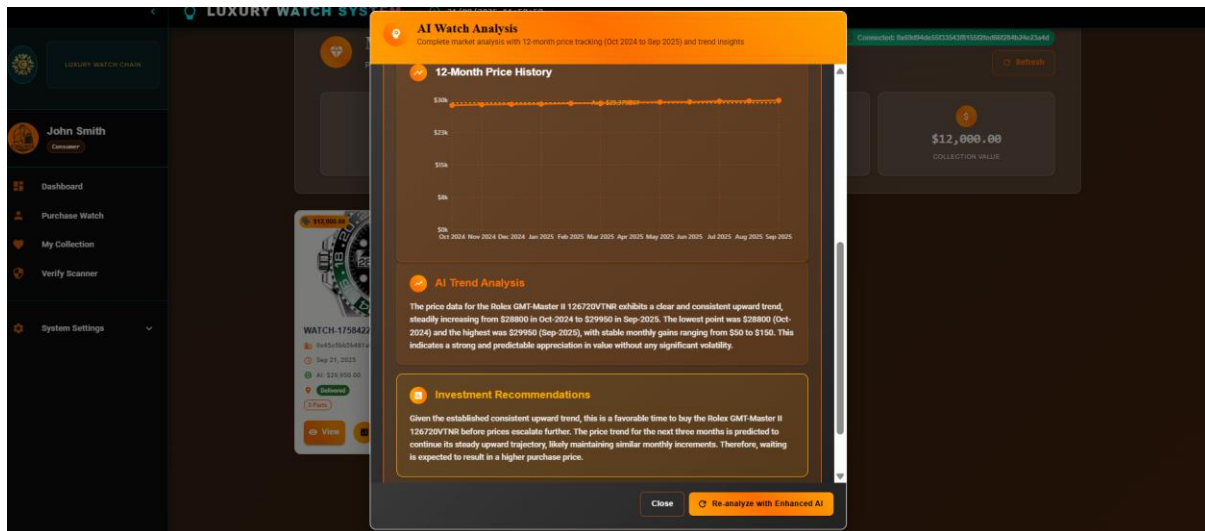 LUXURY WATCH SYSTEM
LUXURY WATCH CHAIN
John Smith
Consumer
Dashboard
Purchase Watch
My Collection
Verify Scanner
System Settings
AI Watch Analysis
Complete market analysis with 12-month price tracking (Oct 2024 to Sep 2025) and trend insights
Refresh
$12,000.00
COLLECTION VALUE
12-Month Price History
$30k
$23k
$15k
$8k
$0k
Oct 2024 Nov 2024 Dec 2024 Jan 2025 Feb 2025 Mar 2025 Apr 2025 May 2025 Jun 2025 Jul 2025 Aug 2025 Sep 2025
AI Trend Analysis
The price data for the Rolex GMT-Master II 126720VTNR exhibits a clear and consistent upward trend,
steadily increasing from $28800 in Oct-2024 to $29950 in Sep-2025. The lowest point was $28800 (Oct-
2024) and the highest was $29950 (Sep-2025), with stable monthly gains ranging from $50 to $150. This
indicates a strong and predictable appreciation in value without any significant volatility.
Investment Recommendations
Given the established consistent upward trend, this is a favorable time to buy the Rolex GMT-Master II
126720VTNR before prices escalate further. The price trend for the next three months is predicted to
continue its steady upward trajectory, likely maintaining similar monthly increments. Therefore, waiting
is expected to result in a higher purchase price.
Close
Re-analyze with Enhanced AI
$12,000.00
WATCH-1758422
Sep 21, 2025
AI: $29,950.00
Delivered
View